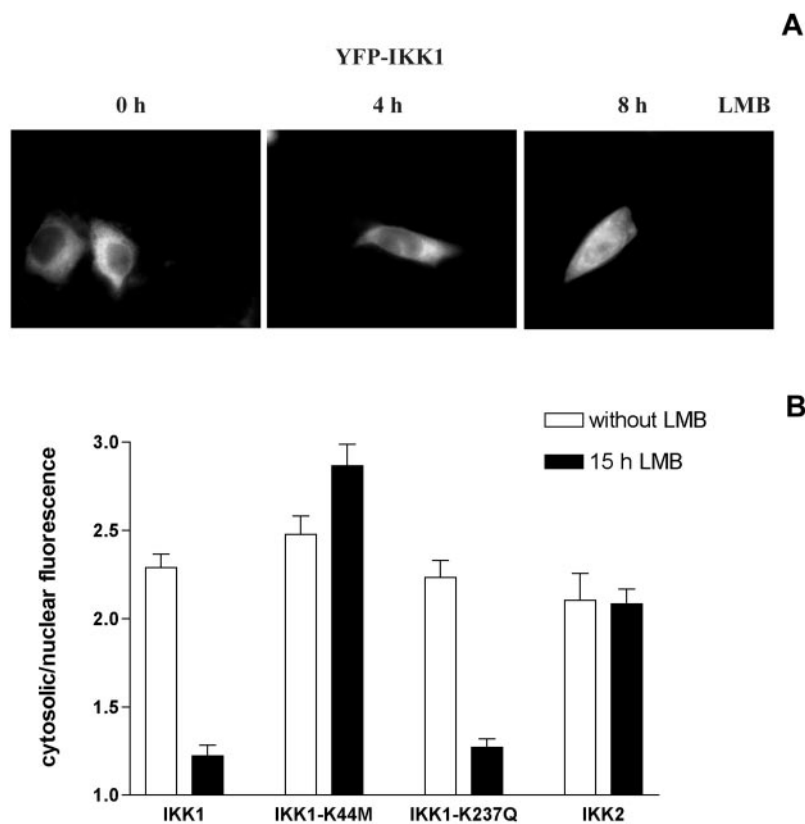 A
YFP-IKK1
0 h 4 h 8 h LMB
B
without LMB
15 h LMB
cytosolic/nuclear fluorescence
3.0
2.5
2.0
1.5
1.0
IKK1 IKK1-K44M IKK1-K237Q IKK2